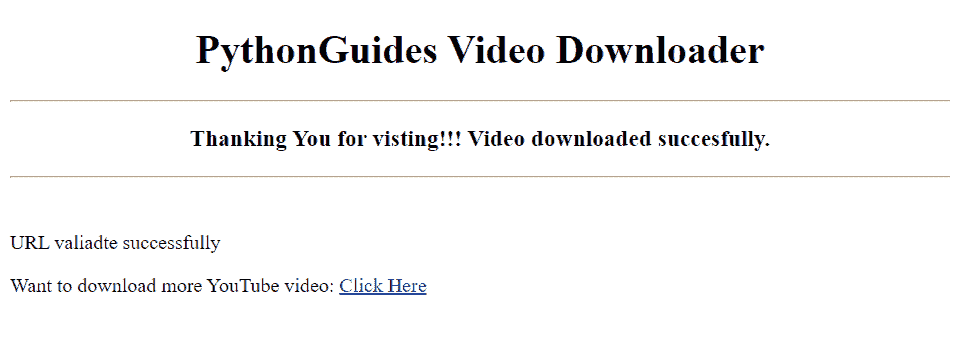 PythonGuides Video Downloader
Thanking You for visting!!! Video downloaded succesfully.
URL valiadte successfully
Want to download more YouTube video: Click Here